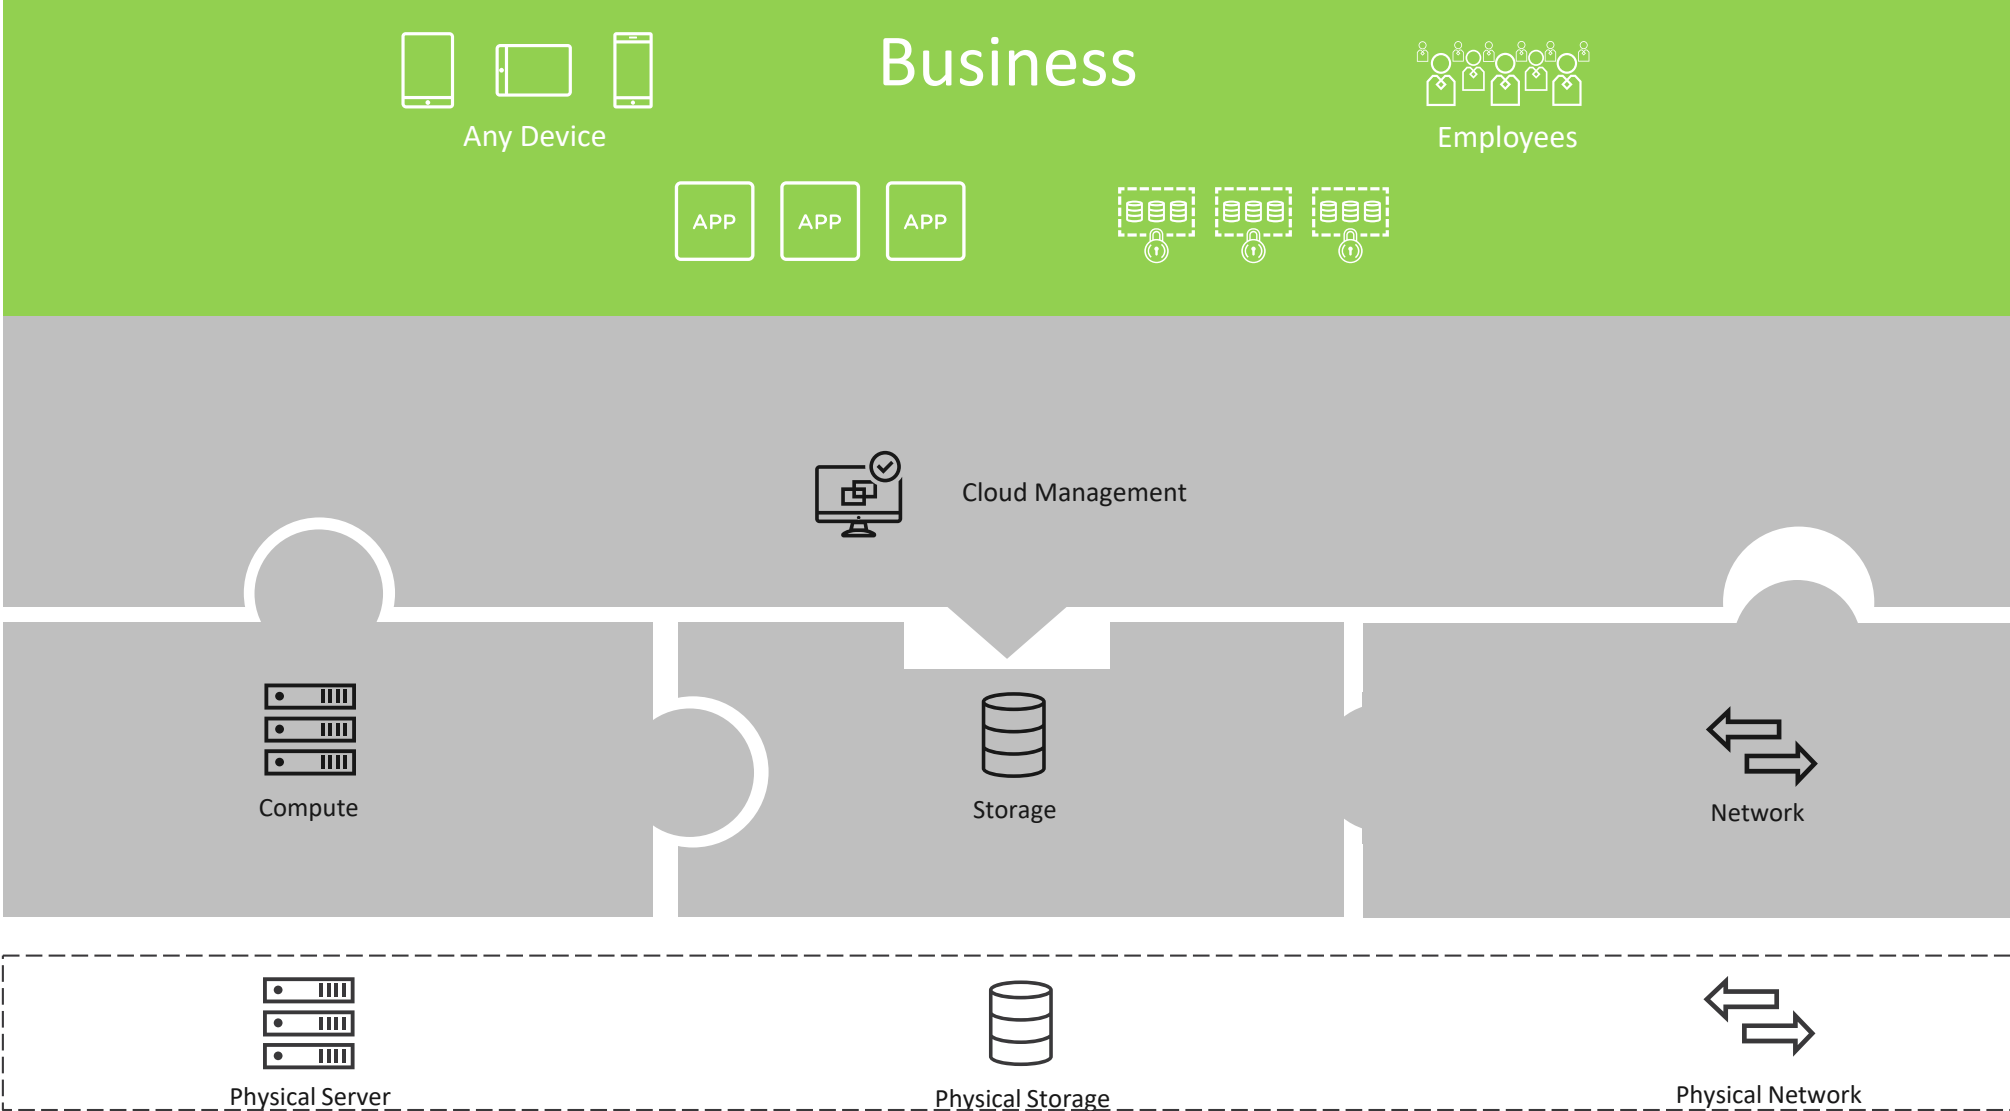 Business
Any Device
Employees
APP APP APP
Cloud Management
Compute
Storage
Network
Physical Server
Physical Storage
Physical Network